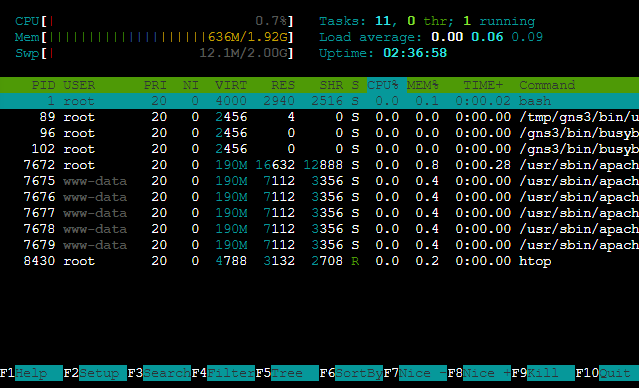 CPU[| 0.7%] Tasks: 11, 0 thr; 1 running
Mem[||||||||||||||||||||636M/1.92G] Load average: 0.00 0.06 0.09
Swp[| 12.1M/2.00G] Uptime: 02:36:58
PID USER PRI NI VIRT RES SHR S CPU% MEM% TIME+ Command
1 root 20 0 4000 2940 2516 S 0.0 0.1 0:00.02 bash
89 root 20 0 2456 4 0 S 0.0 0.0 0:00.00 /tmp/gns3/bin/u
96 root 20 0 2456 0 0 S 0.0 0.0 0:00.00 /gns3/bin/busyb
102 root 20 0 2456 0 0 S 0.0 0.0 0:00.00 /gns3/bin/busyb
7672 root 20 0 190M 16632 12888 S 0.0 0.8 0:00.28 /usr/sbin/apach
7675 www-data 20 0 190M 7112 3356 S 0.0 0.4 0:00.00 /usr/sbin/apach
7676 www-data 20 0 190M 7112 3356 S 0.0 0.4 0:00.00 /usr/sbin/apach
7677 www-data 20 0 190M 7112 3356 S 0.0 0.4 0:00.00 /usr/sbin/apach
7678 www-data 20 0 190M 7112 3356 S 0.0 0.4 0:00.00 /usr/sbin/apach
7679 www-data 20 0 190M 7112 3356 S 0.0 0.4 0:00.00 /usr/sbin/apach
8430 root 20 0 4788 3132 2708 R 0.0 0.2 0:00.00 htop
F1Help F2Setup F3SearchF4FilterF5Tree F6SortByF7Nice -F8Nice +F9Kill F10Quit